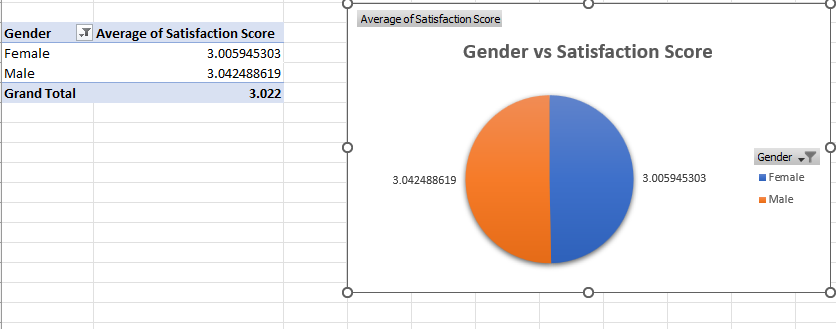 Gender Average of Satisfaction Score
Female 3.005945303
Male 3.042488619
Grand Total 3.022
Average of Satisfaction Score
Gender vs Satisfaction Score
3.042488619
3.005945303
Gender
Female
Male